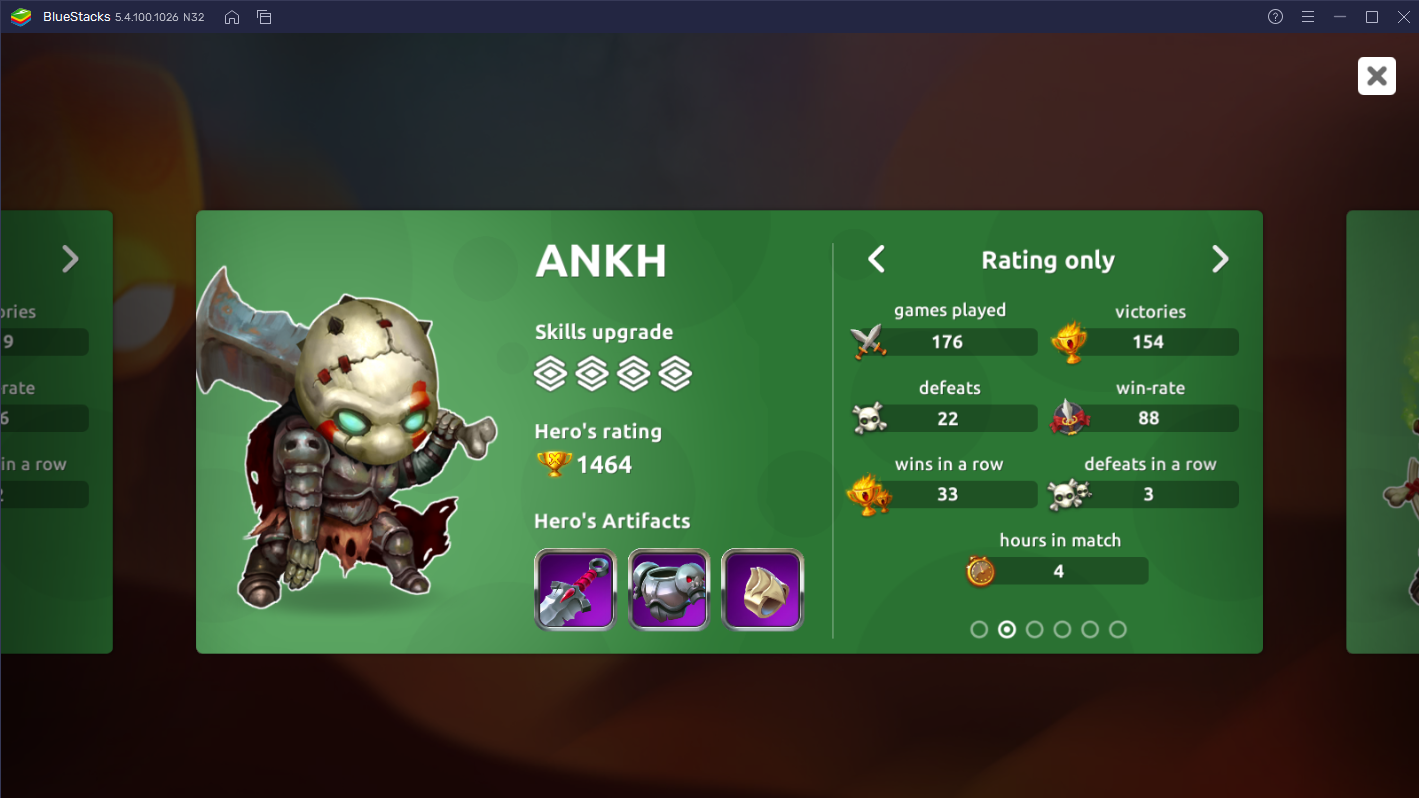 BlueStacks 5.4.100.1026 N32
ANKH
Skills upgrade
Hero's rating
1464
Hero's Artifacts
Rating only
games played
176
victories
154
defeats
22
win-rate
88
wins in a row
33
defeats in a row
3
hours in match
4
9
6
in a row